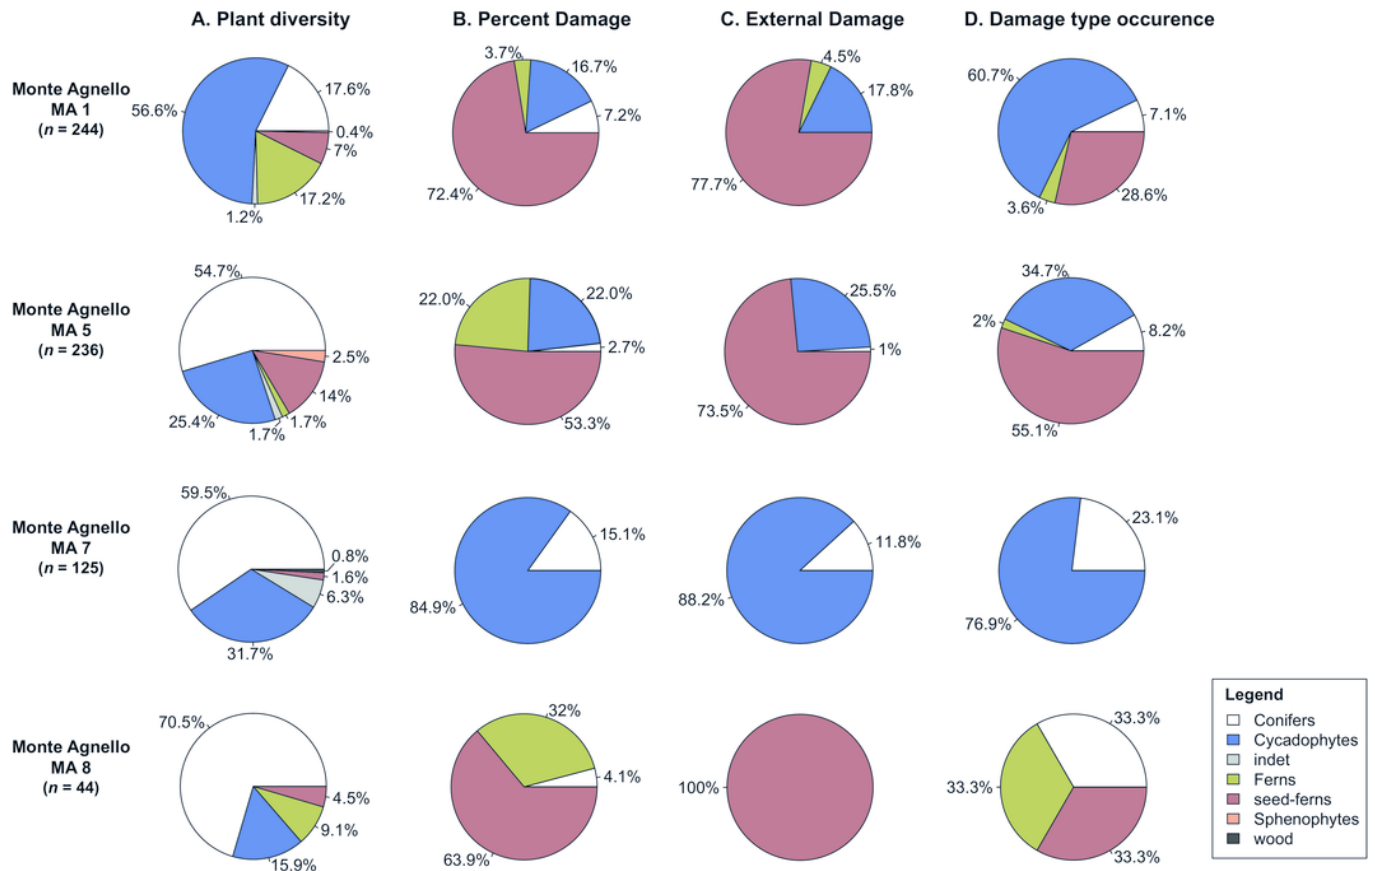 A. Plant diversity
B. Percent Damage
C. External Damage
D. Damage type occurence
Monte Agnello
MA 1
(n = 244)
56.6%
17.6%
0.4%
7%
17.2%
1.2%
3.7%
16.7%
7.2%
72.4%
4.5%
17.8%
77.7%
60.7%
7.1%
28.6%
3.6%
Monte Agnello
MA 5
(n = 236)
54.7%
2.5%
14%
1.7%
1.7%
25.4%
22.0%
22.0%
2.7%
53.3%
25.5%
1%
73.5%
34.7%
2%
8.2%
55.1%
Monte Agnello
MA 7
(n = 125)
59.5%
0.8%
1.6%
6.3%
31.7%
15.1%
84.9%
11.8%
88.2%
23.1%
76.9%
Monte Agnello
MA 8
(n = 44)
70.5%
4.5%
9.1%
15.9%
32%
4.1%
63.9%
100%
33.3%
33.3%
33.3%
Legend
Conifers
Cycadophytes
indet
Ferns
seed-ferns
Sphenophytes
wood